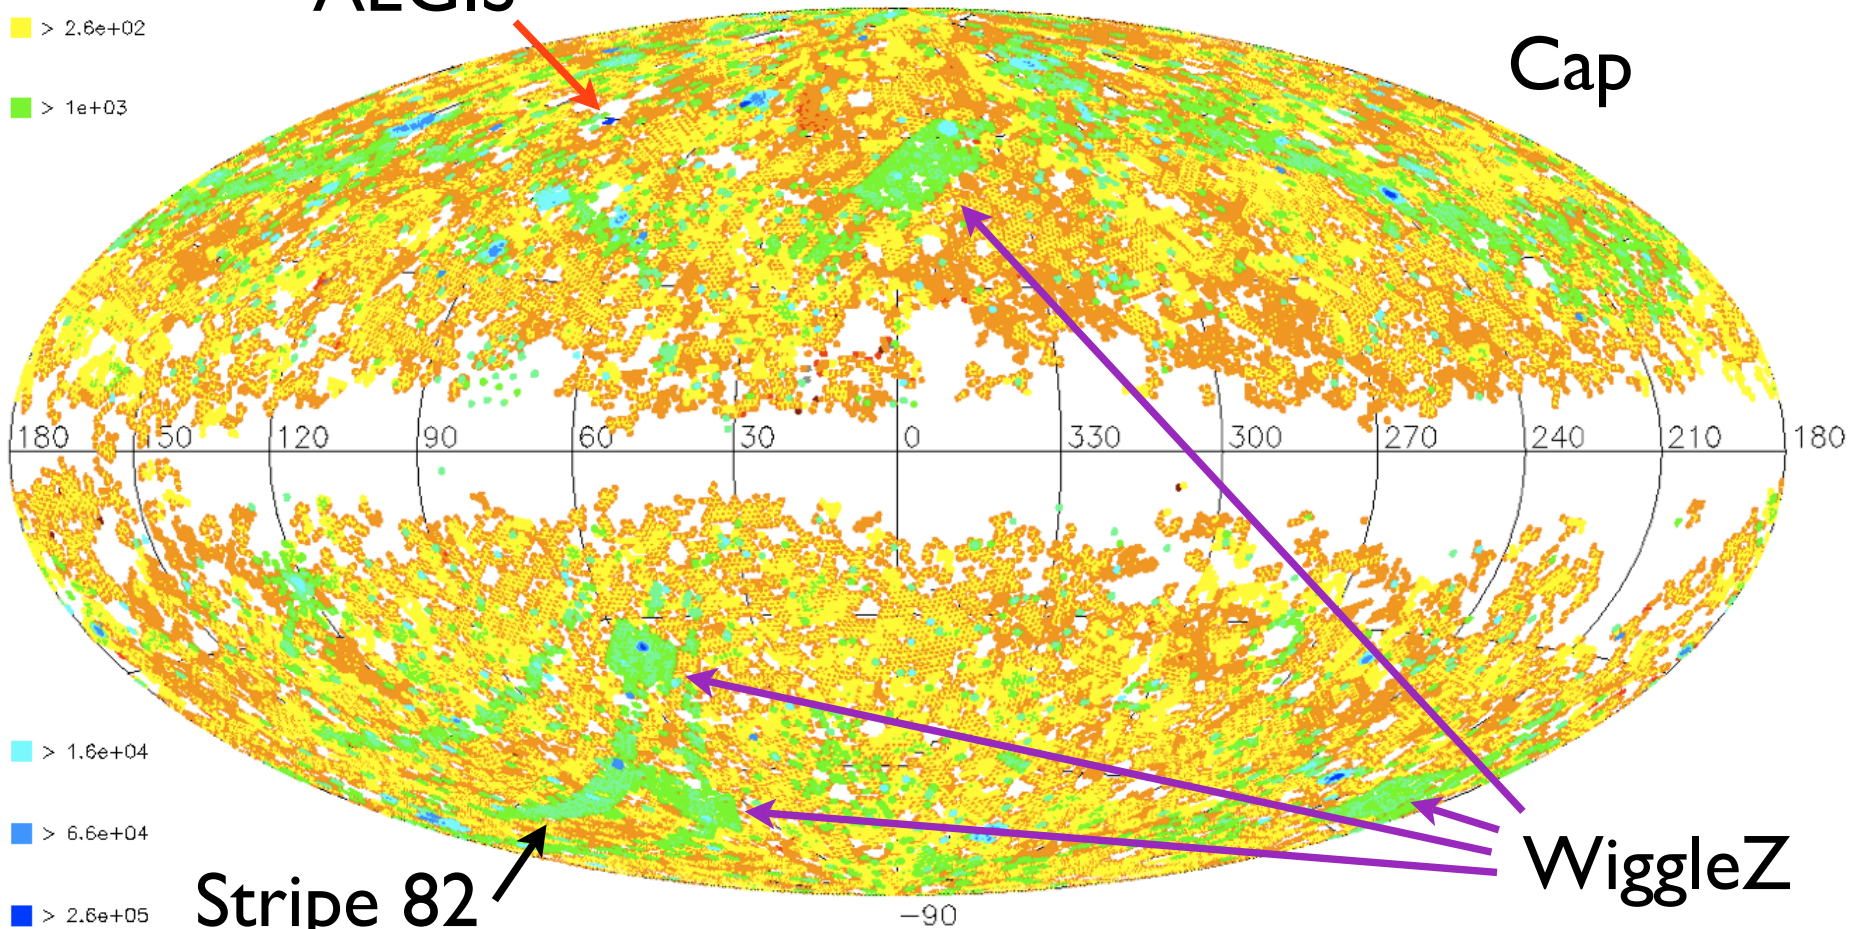 AEGIS
> 2.6e+02
Cap
> 1e+03
180 150 120 90 60 30 0 330 300 270 240 210 180
> 1.6e+04
> 6.6e+04
WiggleZ
Stripe 82
> 2.6e+05
−90